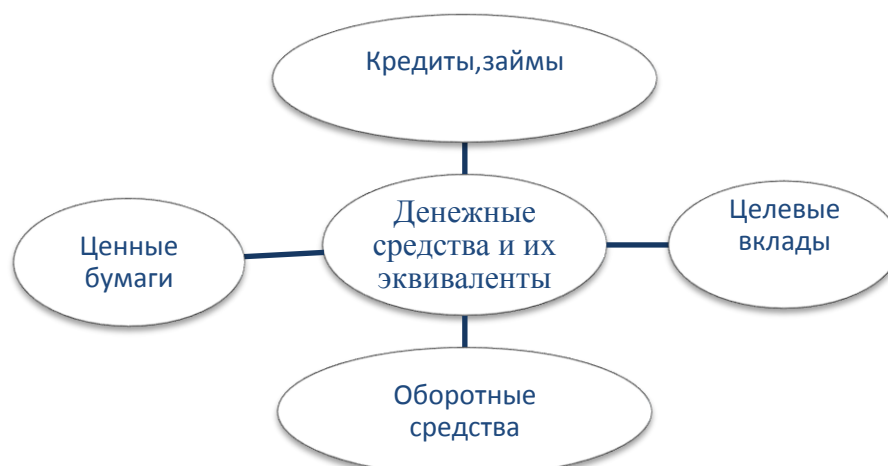 Кредиты,займы
Денежные
средства и их
эквиваленты
Целевые
вклады
Ценные
бумаги
Оборотные
средства